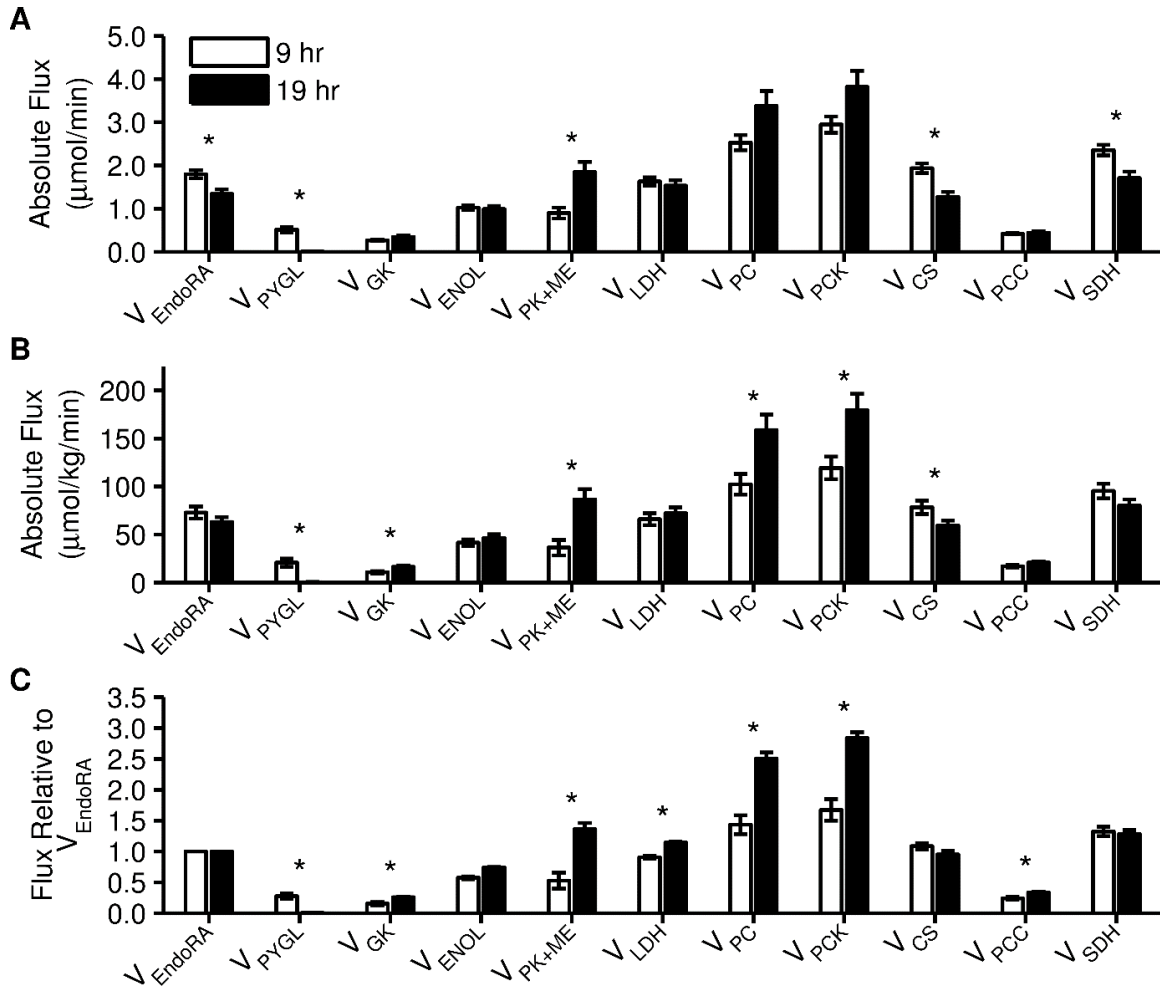 A
Absolute Flux
(μmol/min)
5.0
4.0
3.0
2.0
1.0
0.0
9 hr
19 hr
* * * * *
V EndoRA V PYGL V GK V ENOL V PK+ME V LDH V PC V PCK V CS V PCC V SDH
B
Absolute Flux
(μmol/kg/min)
200
150
100
50
0
* * * * * *
V EndoRA V PYGL V GK V ENOL V PK+ME V LDH V PC V PCK V CS V PCC V SDH
C
Flux Relative to
V EndoRA
3.5
3.0
2.5
2.0
1.5
1.0
0.5
0.0
* * * * * * *
V EndoRA V PYGL V GK V ENOL V PK+ME V LDH V PC V PCK V CS V PCC V SDH